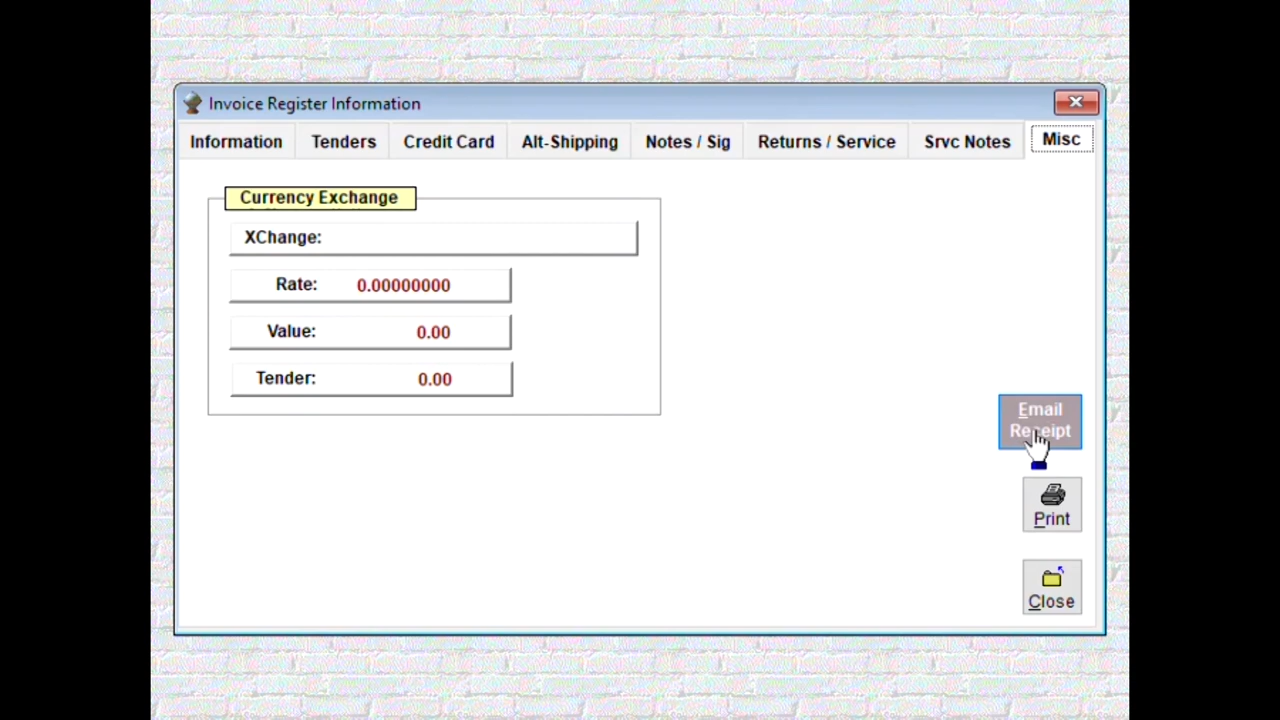 Invoice Register Information
Information Tenders Credit Card Alt-Shipping Notes / Sig Returns / Service Srvc Notes Misc
Currency Exchange
XChange:
Rate: 0.00000000
Value: 0.00
Tender: 0.00
Email
Receipt
Print
Close